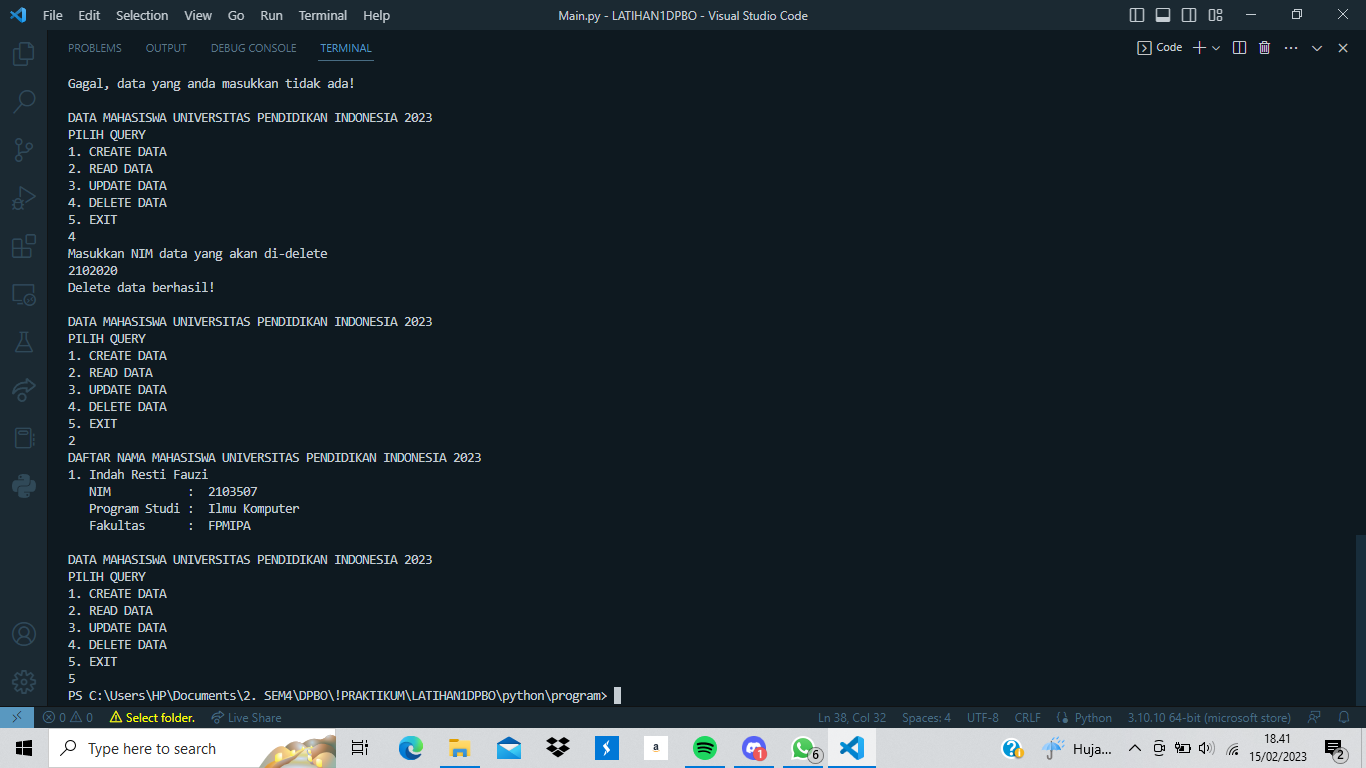 File Edit Selection View Go Run Terminal Help Main.py - LATIHAN1DPBO - Visual Studio Code
PROBLEMS OUTPUT DEBUG CONSOLE TERMINAL Code
Gagal, data yang anda masukkan tidak ada!
DATA MAHASISWA UNIVERSITAS PENDIDIKAN INDONESIA 2023
PILIH QUERY
1. CREATE DATA
2. READ DATA
3. UPDATE DATA
4. DELETE DATA
5. EXIT
4
Masukkan NIM data yang akan di-delete
2102020
Delete data berhasil!
DATA MAHASISWA UNIVERSITAS PENDIDIKAN INDONESIA 2023
PILIH QUERY
1. CREATE DATA
2. READ DATA
3. UPDATE DATA
4. DELETE DATA
5. EXIT
2
DAFTAR NAMA MAHASISWA UNIVERSITAS PENDIDIKAN INDONESIA 2023
1. Indah Resti Fauzi
NIM : 2103507
Program Studi : Ilmu Komputer
Fakultas : FPMIPA
DATA MAHASISWA UNIVERSITAS PENDIDIKAN INDONESIA 2023
PILIH QUERY
1. CREATE DATA
2. READ DATA
3. UPDATE DATA
4. DELETE DATA
5. EXIT
5
PS C:\Users\HP\Documents\2. SEM4\DPBO\!PRAKTIKUM\LATIHAN1DPBO\python\program>
0 0 Select folder. Live Share Ln 38, Col 32 Spaces: 4 UTF-8 CRLF Python 3.10.10 64-bit (microsoft store)
Type here to search a 1 6 Huja... 18.41
15/02/2023 2